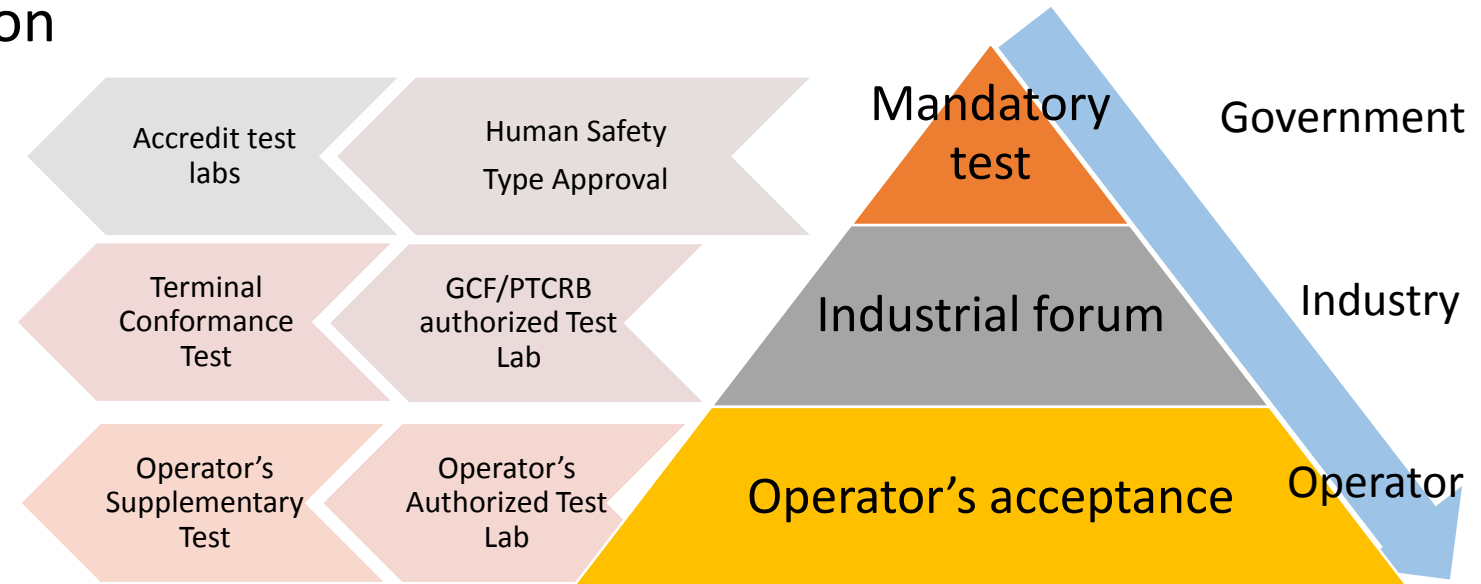 on
Accredit test
labs
Human Safety
Type Approval
Mandatory
test
Government
Terminal
Conformance
Test
GCF/PTCRB
authorized Test
Lab
Industrial forum
Industry
Operator’s
Supplementary
Test
Operator’s
Authorized Test
Lab
Operator’s acceptance
Operator